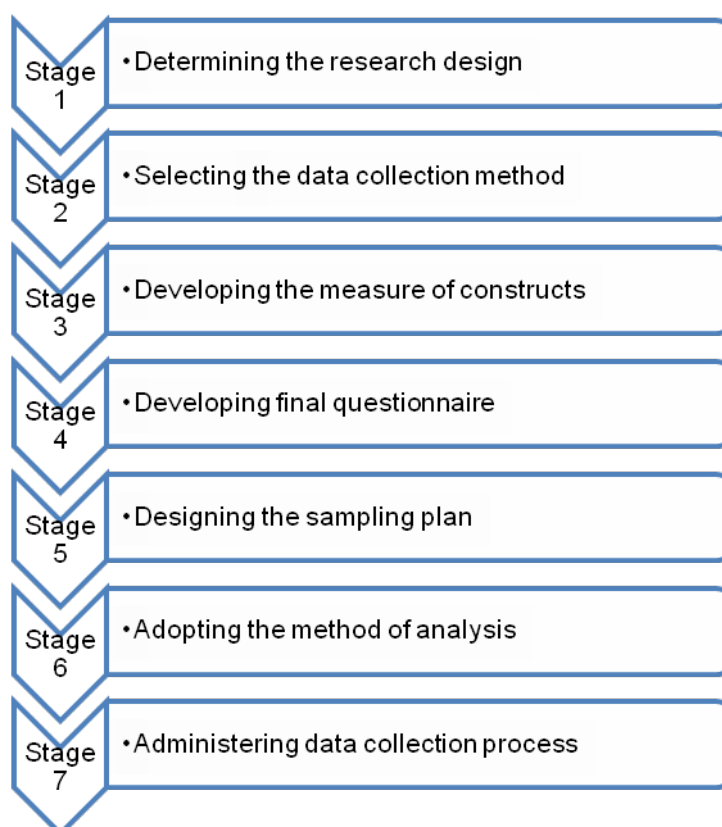 Stage
1
•Determining the research design
Stage
2
•Selecting the data collection method
Stage
3
•Developing the measure of constructs
Stage
4
•Developing final questionnaire
Stage
5
•Designing the sampling plan
Stage
6
•Adopting the method of analysis
Stage
7
•Administering data collection process